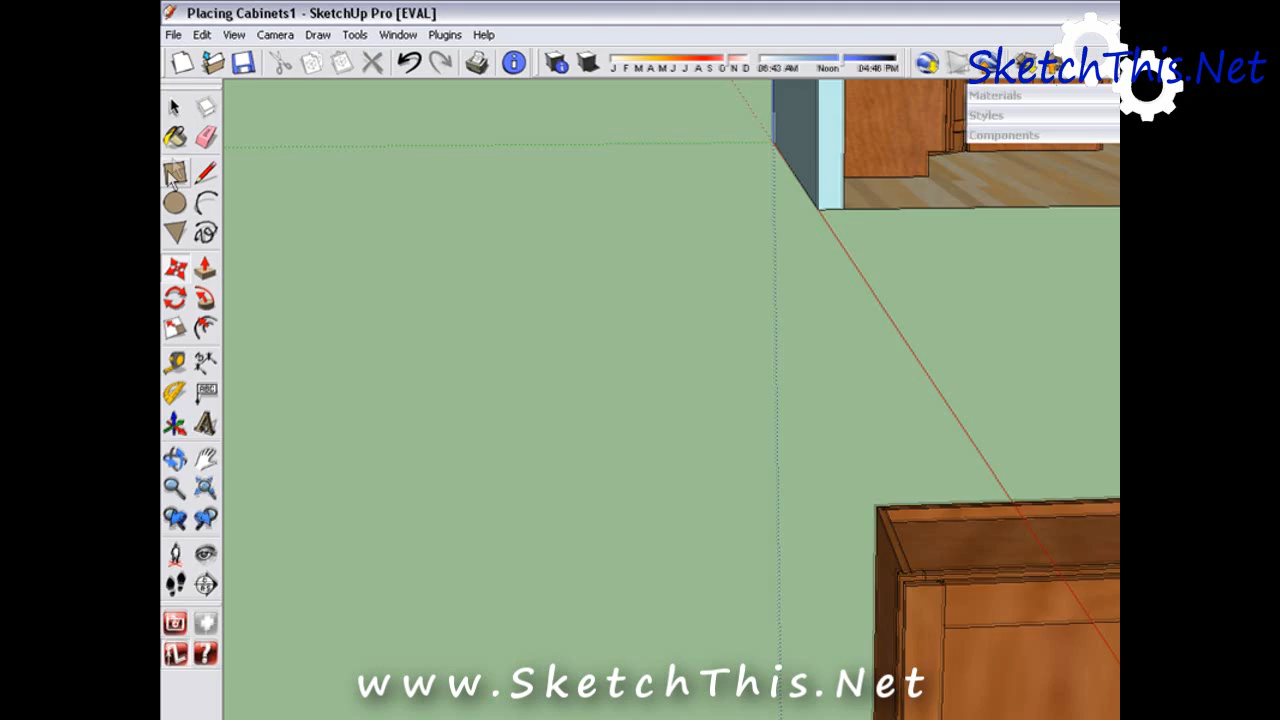 Placing Cabinets1 - SketchUp Pro [EVAL]
File Edit View Camera Draw Tools Window Plugins Help
J F M A M J J A S O N D 06:43 AM Noon 04:46 PM
SketchThis.Net
Materials
Styles
Components
ABC
www.SketchThis.Net